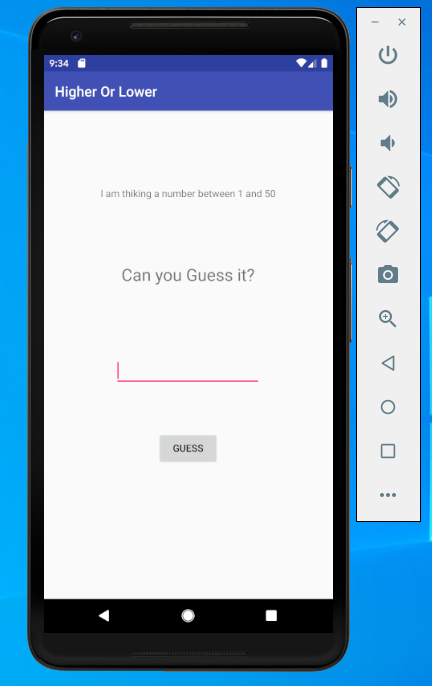 9:34
Higher Or Lower
I am thiking a number between 1 and 50
Can you Guess it?
GUESS